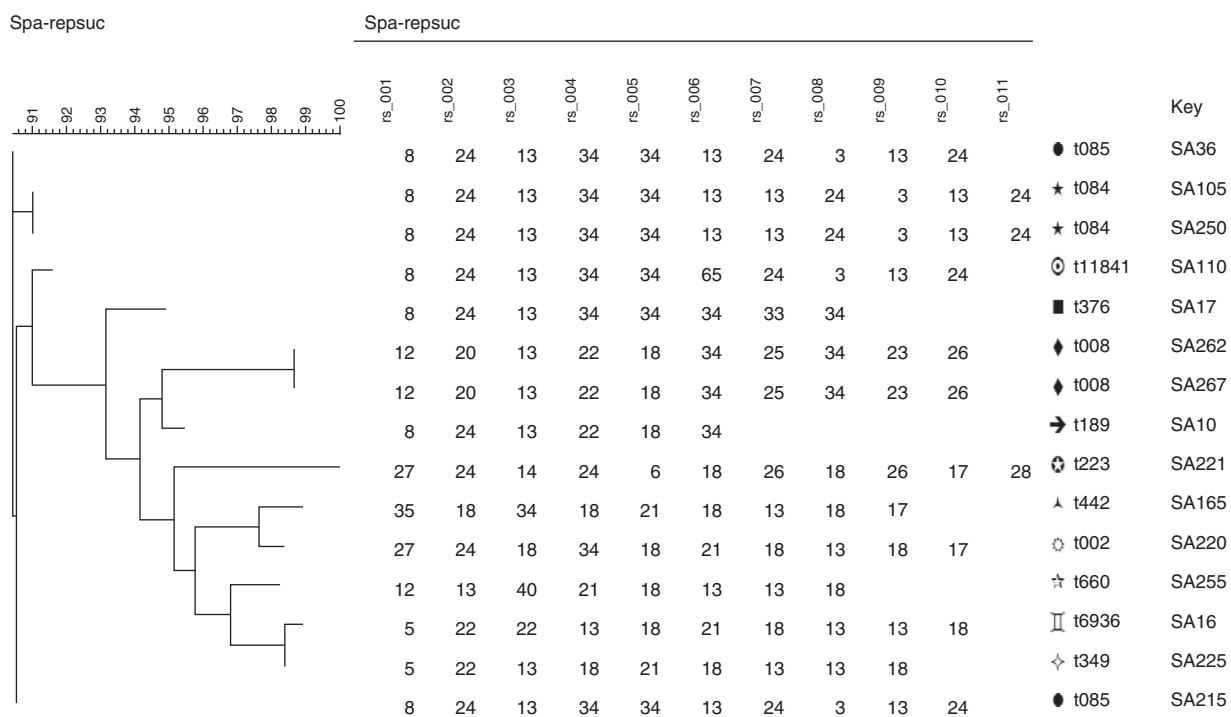 Spa-repsuc Spa-repsuc
91 92 93 94 95 96 97 98 99 100 rs_001 rs_002 rs_003 rs_004 rs_005 rs_006 rs_007 rs_008 rs_009 rs_010 rs_011 Key
8 24 13 34 34 13 24 3 13 24 t085 SA36
8 24 13 34 34 13 13 24 3 13 24 t084 SA105
8 24 13 34 34 13 13 24 3 13 24 t084 SA250
8 24 13 34 34 65 24 3 13 24 t11841 SA110
8 24 13 34 34 34 33 34 t376 SA17
12 20 13 22 18 34 25 34 23 26 t008 SA262
12 20 13 22 18 34 25 34 23 26 t008 SA267
8 24 13 22 18 34 t189 SA10
27 24 14 24 6 18 26 18 26 17 28 t223 SA221
35 18 34 18 21 18 13 18 17 t442 SA165
27 24 18 34 18 21 18 13 18 17 t002 SA220
12 13 40 21 18 13 13 18 t660 SA255
5 22 22 13 18 21 18 13 13 18 t6936 SA16
5 22 13 18 21 18 13 13 18 t349 SA225
8 24 13 34 34 13 24 3 13 24 t085 SA215